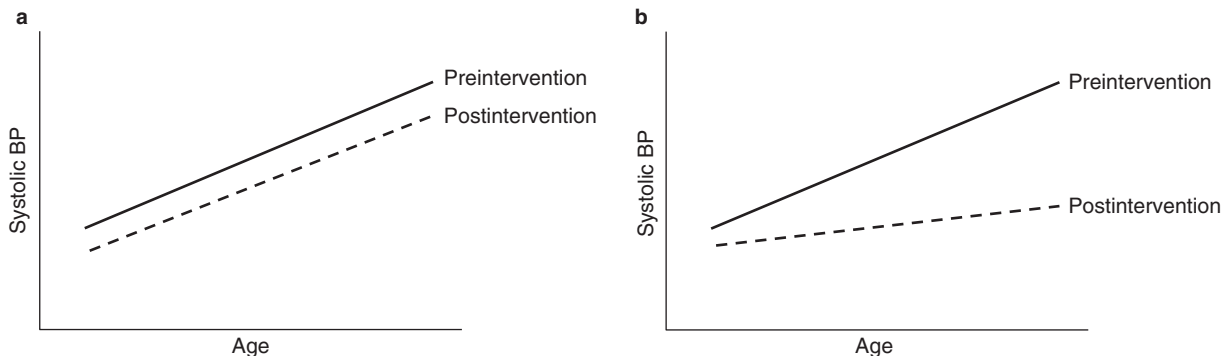 a
Systolic BP
Age
Preintervention
Postintervention
b
Systolic BP
Age
Preintervention
Postintervention